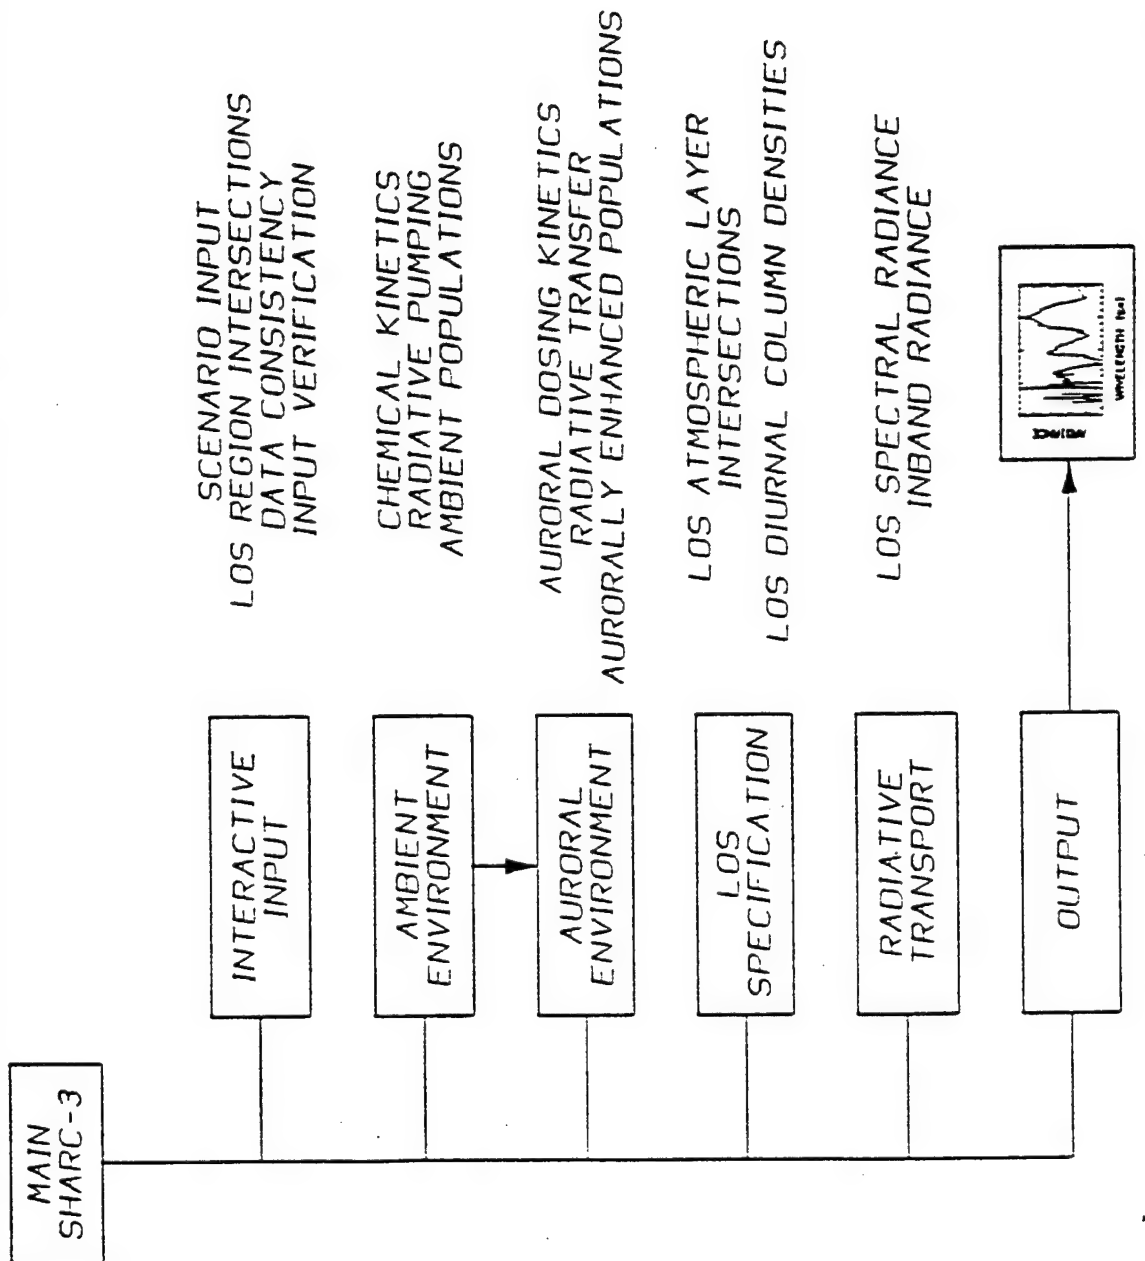 MAIN
SHARC-3
INTERACTIVE
INPUT
SCENARIO INPUT
LOS REGION INTERSECTIONS
DATA CONSISTENCY
INPUT VERIFICATION
AMBIENT
ENVIRONMENT
CHEMICAL KINETICS
RADIATIVE PUMPING
AMBIENT POPULATIONS
AURORAL
ENVIRONMENT
AURORAL DOSING KINETICS
RADIATIVE TRANSFER
AURORALLY ENHANCED POPULATIONS
LOS
SPECIFICATION
LOS ATMOSPHERIC LAYER
INTERSECTIONS
LOS DIURNAL COLUMN DENSITIES
RADIATIVE
TRANSPORT
LOS SPECTRAL RADIANCE
INBAND RADIANCE
OUTPUT
RADIANCE
WAVELENGTH